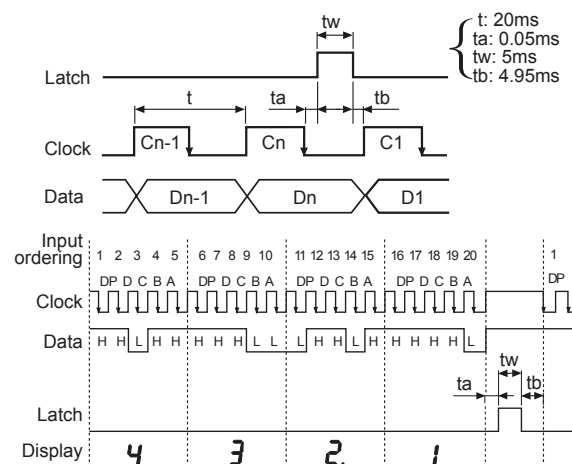 tw
t: 20ms
ta: 0.05ms
tw: 5ms
tb: 4.95ms
Latch
t ta tb
Clock Cn-1 Cn C1
Data Dn-1 Dn D1
Input
ordering 1 2 3 4 5 6 7 8 9 10 11 12 13 14 15 16 17 18 19 20 1
DP D C B A DP D C B A DP D C B A DP D C B A DP
Clock
Data H H L H H H H H L L L H H L H H H H H L
tw
ta tb
Latch
Display 4 3 2. 1